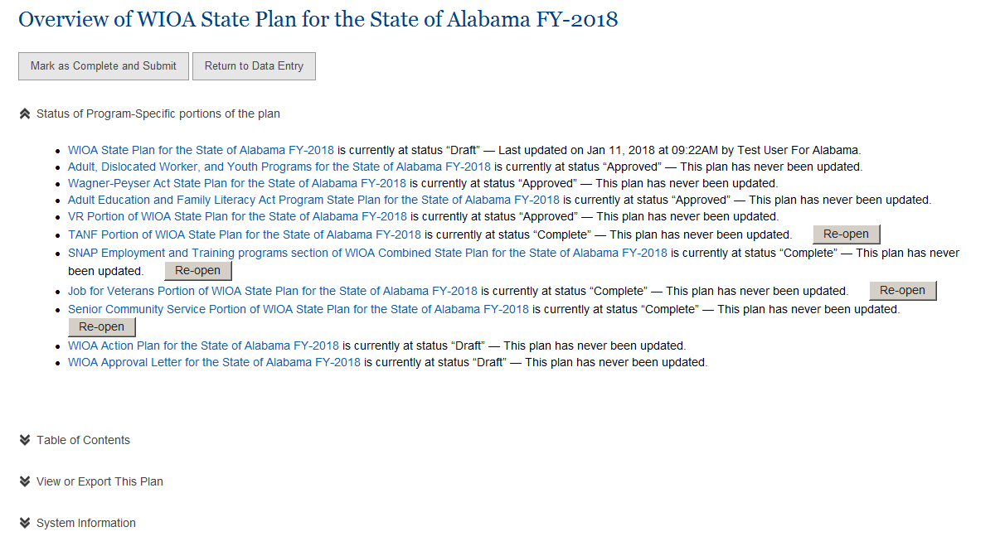 Overview of WIOA State Plan for the State of Alabama FY-2018
Mark as Complete and Submit Return to Data Entry
Status of Program-Specific portions of the plan
WIOA State Plan for the State of Alabama FY-2018 is currently at status “Draft” — Last updated on Jan 11, 2018 at 09:22AM by Test User For Alabama.
Adult, Dislocated Worker, and Youth Programs for the State of Alabama FY-2018 is currently at status “Approved” — This plan has never been updated.
Wagner-Peyser Act State Plan for the State of Alabama FY-2018 is currently at status “Approved” — This plan has never been updated.
Adult Education and Family Literacy Act Program State Plan for the State of Alabama FY-2018 is currently at status “Approved” — This plan has never been updated.
VR Portion of WIOA State Plan for the State of Alabama FY-2018 is currently at status “Approved” — This plan has never been updated.
TANF Portion of WIOA State Plan for the State of Alabama FY-2018 is currently at status “Complete” — This plan has never been updated. Re-open
SNAP Employment and Training programs section of WIOA Combined State Plan for the State of Alabama FY-2018 is currently at status “Complete” — This plan has never
been updated. Re-open
Job for Veterans Portion of WIOA State Plan for the State of Alabama FY-2018 is currently at status “Complete” — This plan has never been updated. Re-open
Senior Community Service Portion of WIOA State Plan for the State of Alabama FY-2018 is currently at status “Complete” — This plan has never been updated.
Re-open
WIOA Action Plan for the State of Alabama FY-2018 is currently at status “Draft” — This plan has never been updated.
WIOA Approval Letter for the State of Alabama FY-2018 is currently at status “Draft” — This plan has never been updated.
Table of Contents
View or Export This Plan
System Information